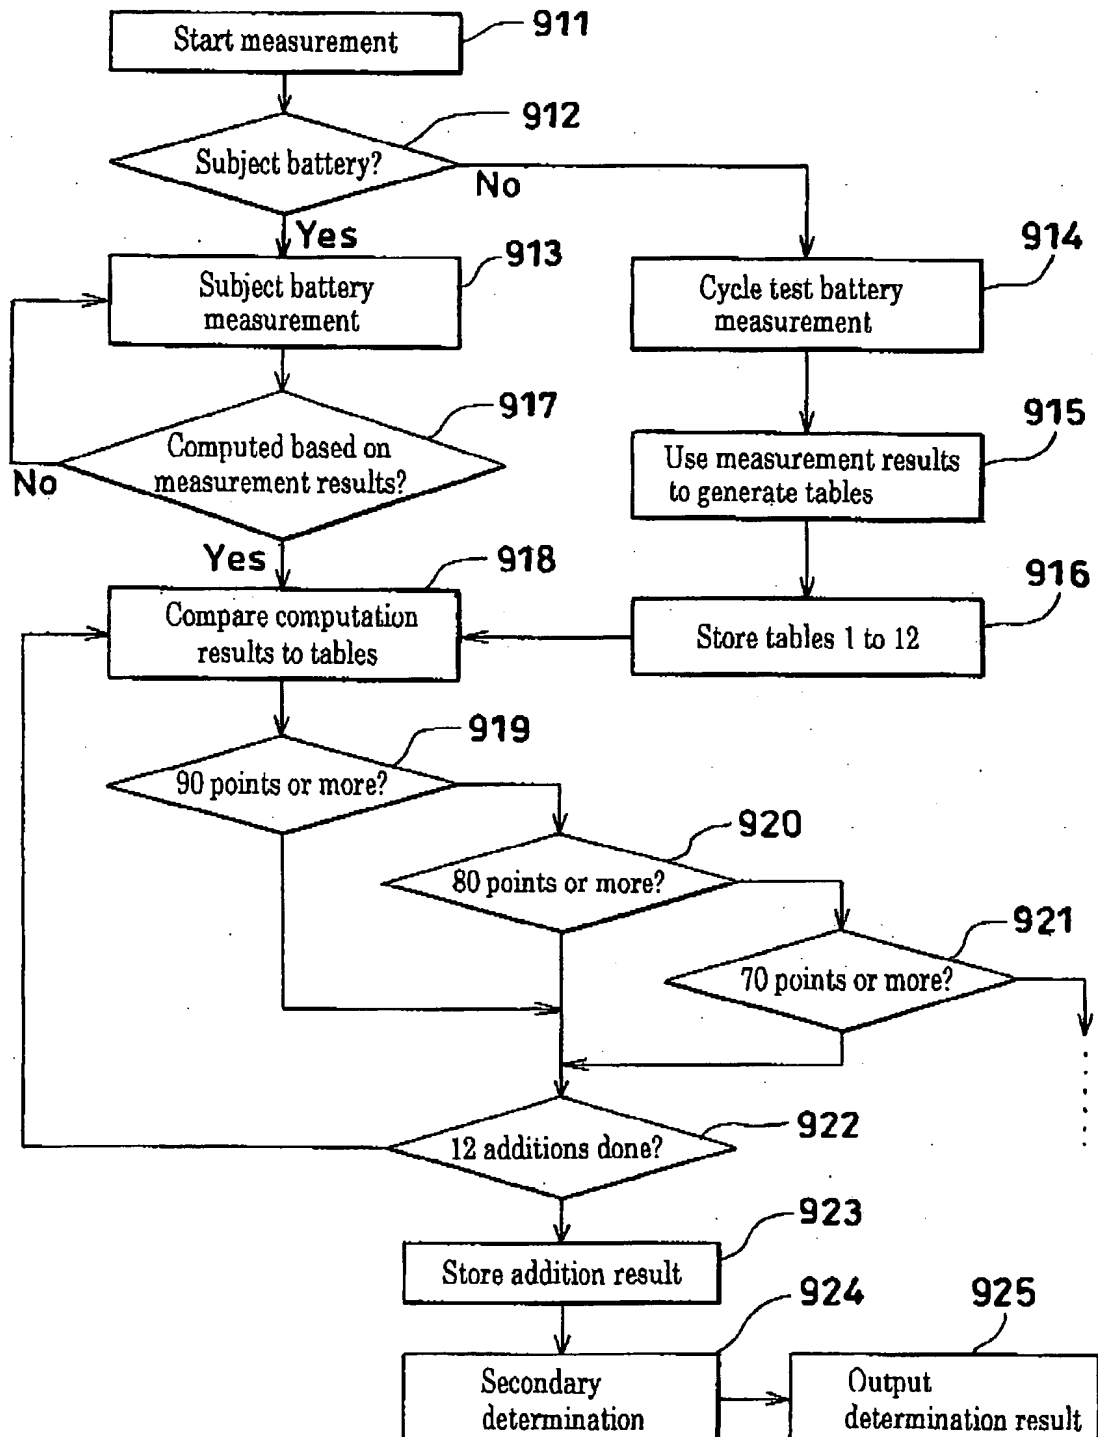 Start measurement
911
Subject battery?
912
No
Yes
Subject battery
measurement
913
Cycle test battery
measurement
914
Computed based on
measurement results?
917
No
Yes
Use measurement results
to generate tables
915
Compare computation
results to tables
918
Store tables 1 to 12
916
90 points or more?
919
80 points or more?
920
70 points or more?
921
12 additions done?
922
Store addition result
923
Secondary
determination
924
Output
determination result
925